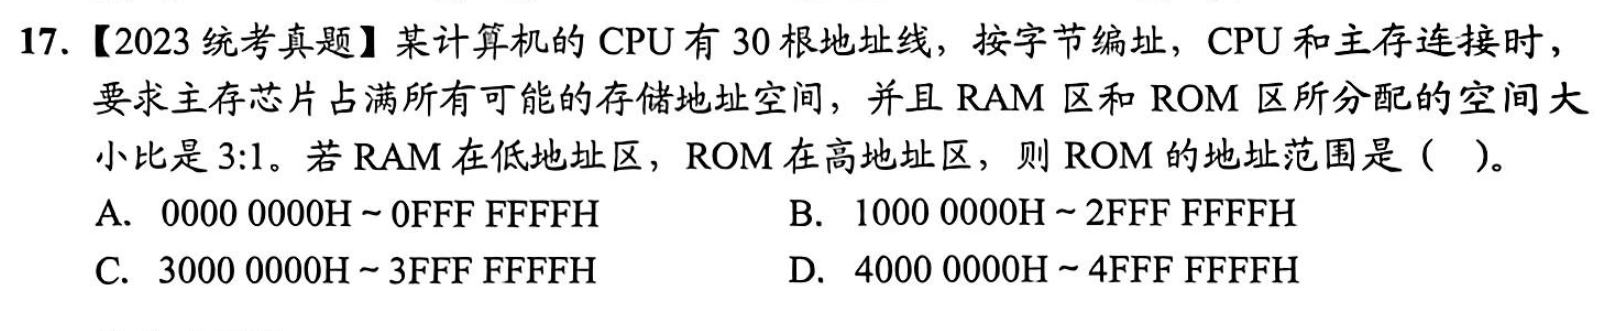 17.【2023 统考真题】某计算机的 CPU 有 30 根地址线，按字节编址，CPU 和主存连接时，
要求主存芯片占满所有可能的存储地址空间，并且 RAM 区和 ROM 区所分配的空间大
小比是 3:1。若 RAM 在低地址区，ROM 在高地址区，则 ROM 的地址范围是（　）。
A. 0000 0000H ~ 0FFF FFFFH B. 1000 0000H ~ 2FFF FFFFH
C. 3000 0000H ~ 3FFF FFFFH D. 4000 0000H ~ 4FFF FFFFH